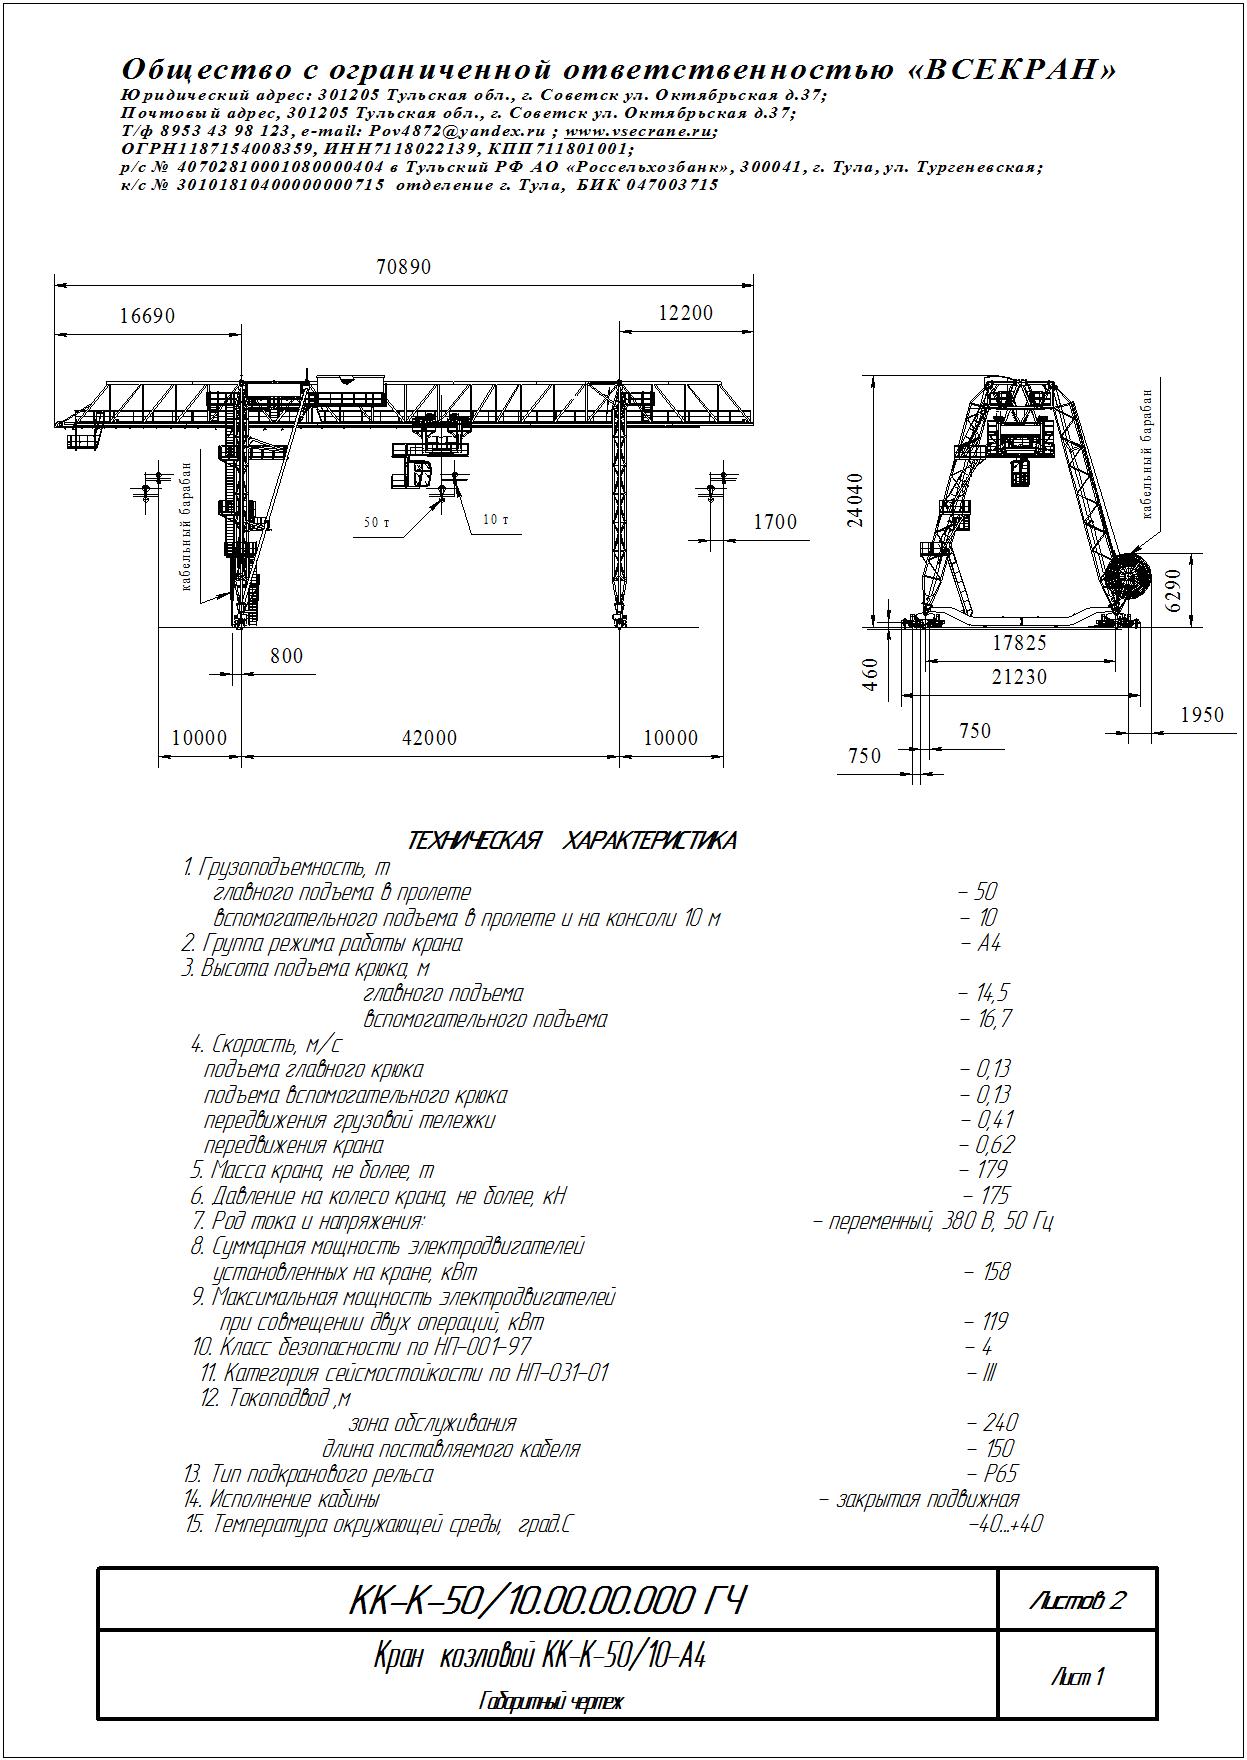 Общество с ограниченной ответственностью «ВСЕКРАН»
Юридический адрес: 301205 Тульская обл., г. Советск ул. Октябрьская д.37;
Почтовый адрес, 301205 Тульская обл., г. Советск ул. Октябрьская д.37;
Т/ф 8953 43 98 123, e-mail: Pov4872@yandex.ru ; www.vsecrane.ru;
ОГРН1187154008359, ИНН7118022139, КПП711801001;
р/с № 40702810001080000404 в Тульский РФ АО «Россельхозбанк», 300041, г. Тула, ул. Тургеневская;
к/с № 30101810400000000715 отделение г. Тула, БИК 047003715
70890
16690
12200
кабельный барабан
50 т
10 т
1700
800
10000
42000
10000
24040
кабельный барабан
6290
460
17825
21230
1950
750
750
ТЕХНИЧЕСКАЯ ХАРАКТЕРИСТИКА
1. Грузоподъемность, т
главного подъема в пролете - 50
вспомогательного подъема в пролете и на консоли 10 м - 10
2. Группа режима работы крана - А4
3. Высота подъема крюка, м
главного подъема - 14,5
вспомогательного подъема - 16,7
4. Скорость, м/с
подъема главного крюка - 0,13
подъема вспомогательного крюка - 0,13
передвижения грузовой тележки - 0,41
передвижения крана - 0,62
5. Масса крана, не более, т - 179
6. Давление на колесо крана, не более, кН - 175
7. Род тока и напряжения: - переменный, 380 В, 50 Гц
8. Суммарная мощность электродвигателей
установленных на кране, кВт - 158
9. Максимальная мощность электродвигателей
при совмещении двух операций, кВт - 119
10. Класс безопасности по НП-001-97 - 4
11. Категория сейсмостойкости по НП-031-01 - III
12. Токоподвод ,м
зона обслуживания - 240
длина поставляемого кабеля - 150
13. Тип подкранового рельса - Р65
14. Исполнение кабины - закрытая подвижная
15. Температура окружающей среды, град.С -40...+40
КК-К-50/10.00.00.000 ГЧ
Листов 2
Кран козловой КК-К-50/10-А4
Габаритный чертеж
Лист 1